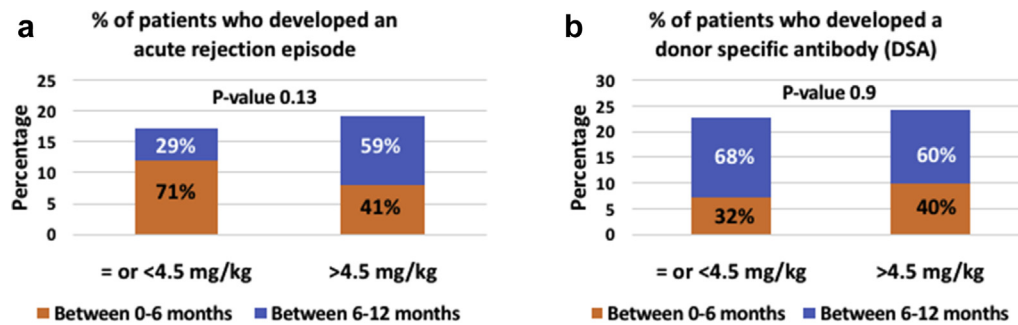 a
% of patients who developed an
acute rejection episode
25
20
15
10
5
0
Percentage
P-value 0.13
29%
71%
59%
41%
= or <4.5 mg/kg
>4.5 mg/kg
Between 0-6 months
Between 6-12 months
b
% of patients who developed a
donor specific antibody (DSA)
30
25
20
15
10
5
0
Percentage
P-value 0.9
68%
32%
60%
40%
= or <4.5 mg/kg
>4.5 mg/kg
Between 0-6 months
Between 6-12 months